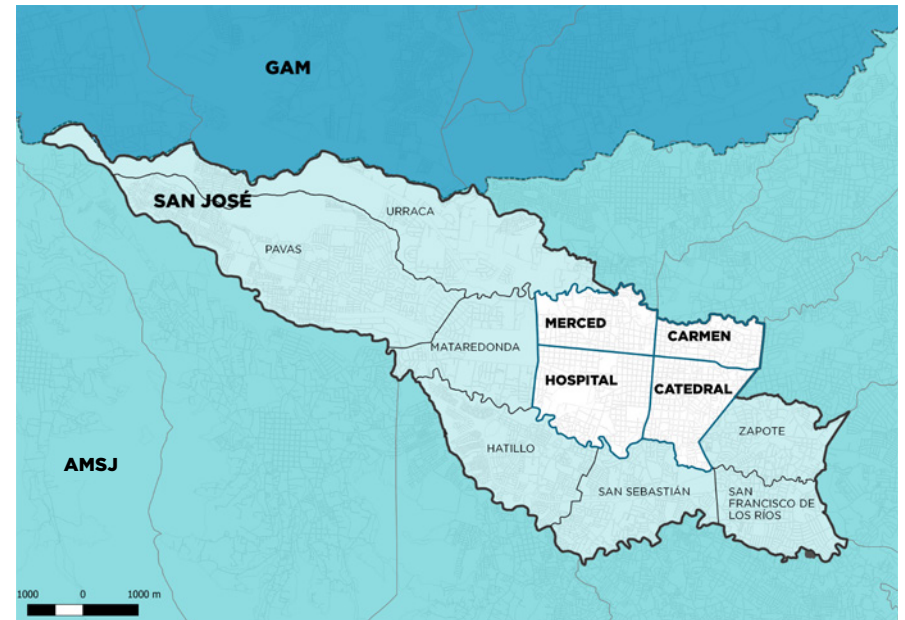 GAM
SAN JOSÉ
URRACA
PAVAS
MERCED
CARMEN
MATAREDONDA
HOSPITAL
CATEDRAL
ZAPOTE
HATILLO
AMSJ
SAN SEBASTIÁN
SAN
FRANCISCO DE
LOS RÍOS
1000 0 1000 m